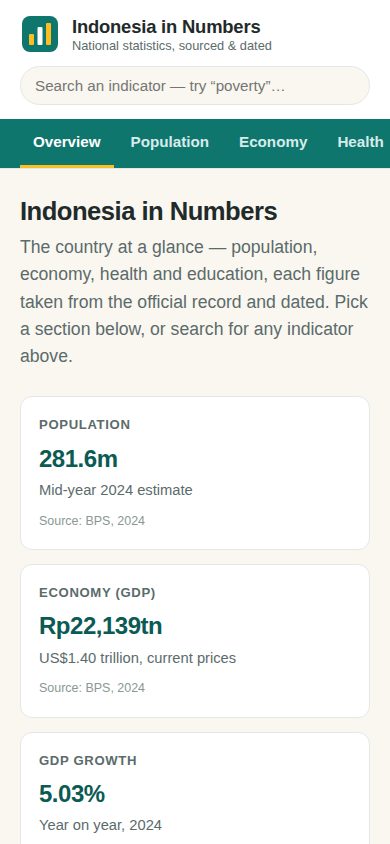 Indonesia in Numbers
National statistics, sourced & dated
Search an indicator — try “poverty”…
Overview Population Economy Health
Indonesia in Numbers
The country at a glance — population,
economy, health and education, each figure
taken from the official record and dated. Pick
a section below, or search for any indicator
above.
POPULATION
281.6m
Mid-year 2024 estimate
Source: BPS, 2024
ECONOMY (GDP)
Rp22,139tn
US$1.40 trillion, current prices
Source: BPS, 2024
GDP GROWTH
5.03%
Year on year, 2024